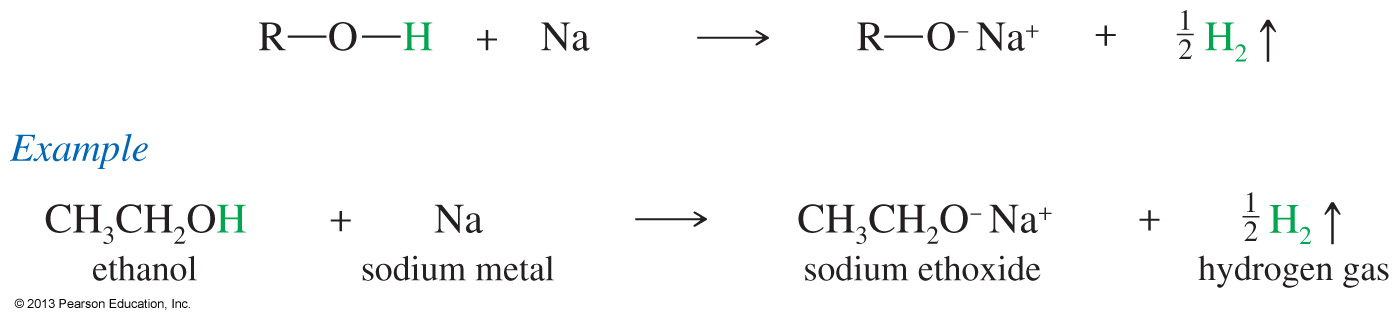 R—O—H + Na ⟶ R—O⁻ Na⁺ + ½ H₂ ↑
Example
CH₃CH₂OH + Na ⟶ CH₃CH₂O⁻ Na⁺ + ½ H₂ ↑
ethanol sodium metal sodium ethoxide hydrogen gas
© 2013 Pearson Education, Inc.